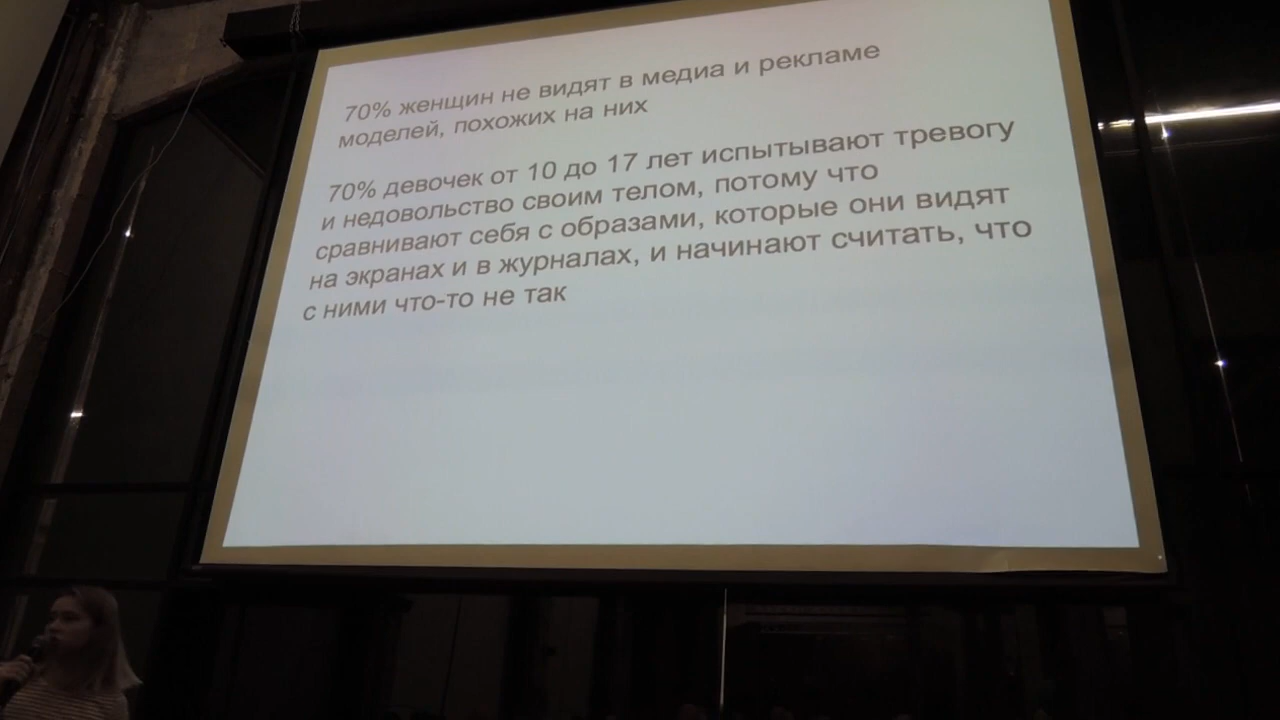 70% женщин не видят в медиа и рекламе
моделей, похожих на них
70% девочек от 10 до 17 лет испытывают тревогу
и недовольство своим телом, потому что
сравнивают себя с образами, которые они видят
на экранах и в журналах, и начинают считать, что
с ними что-то не так